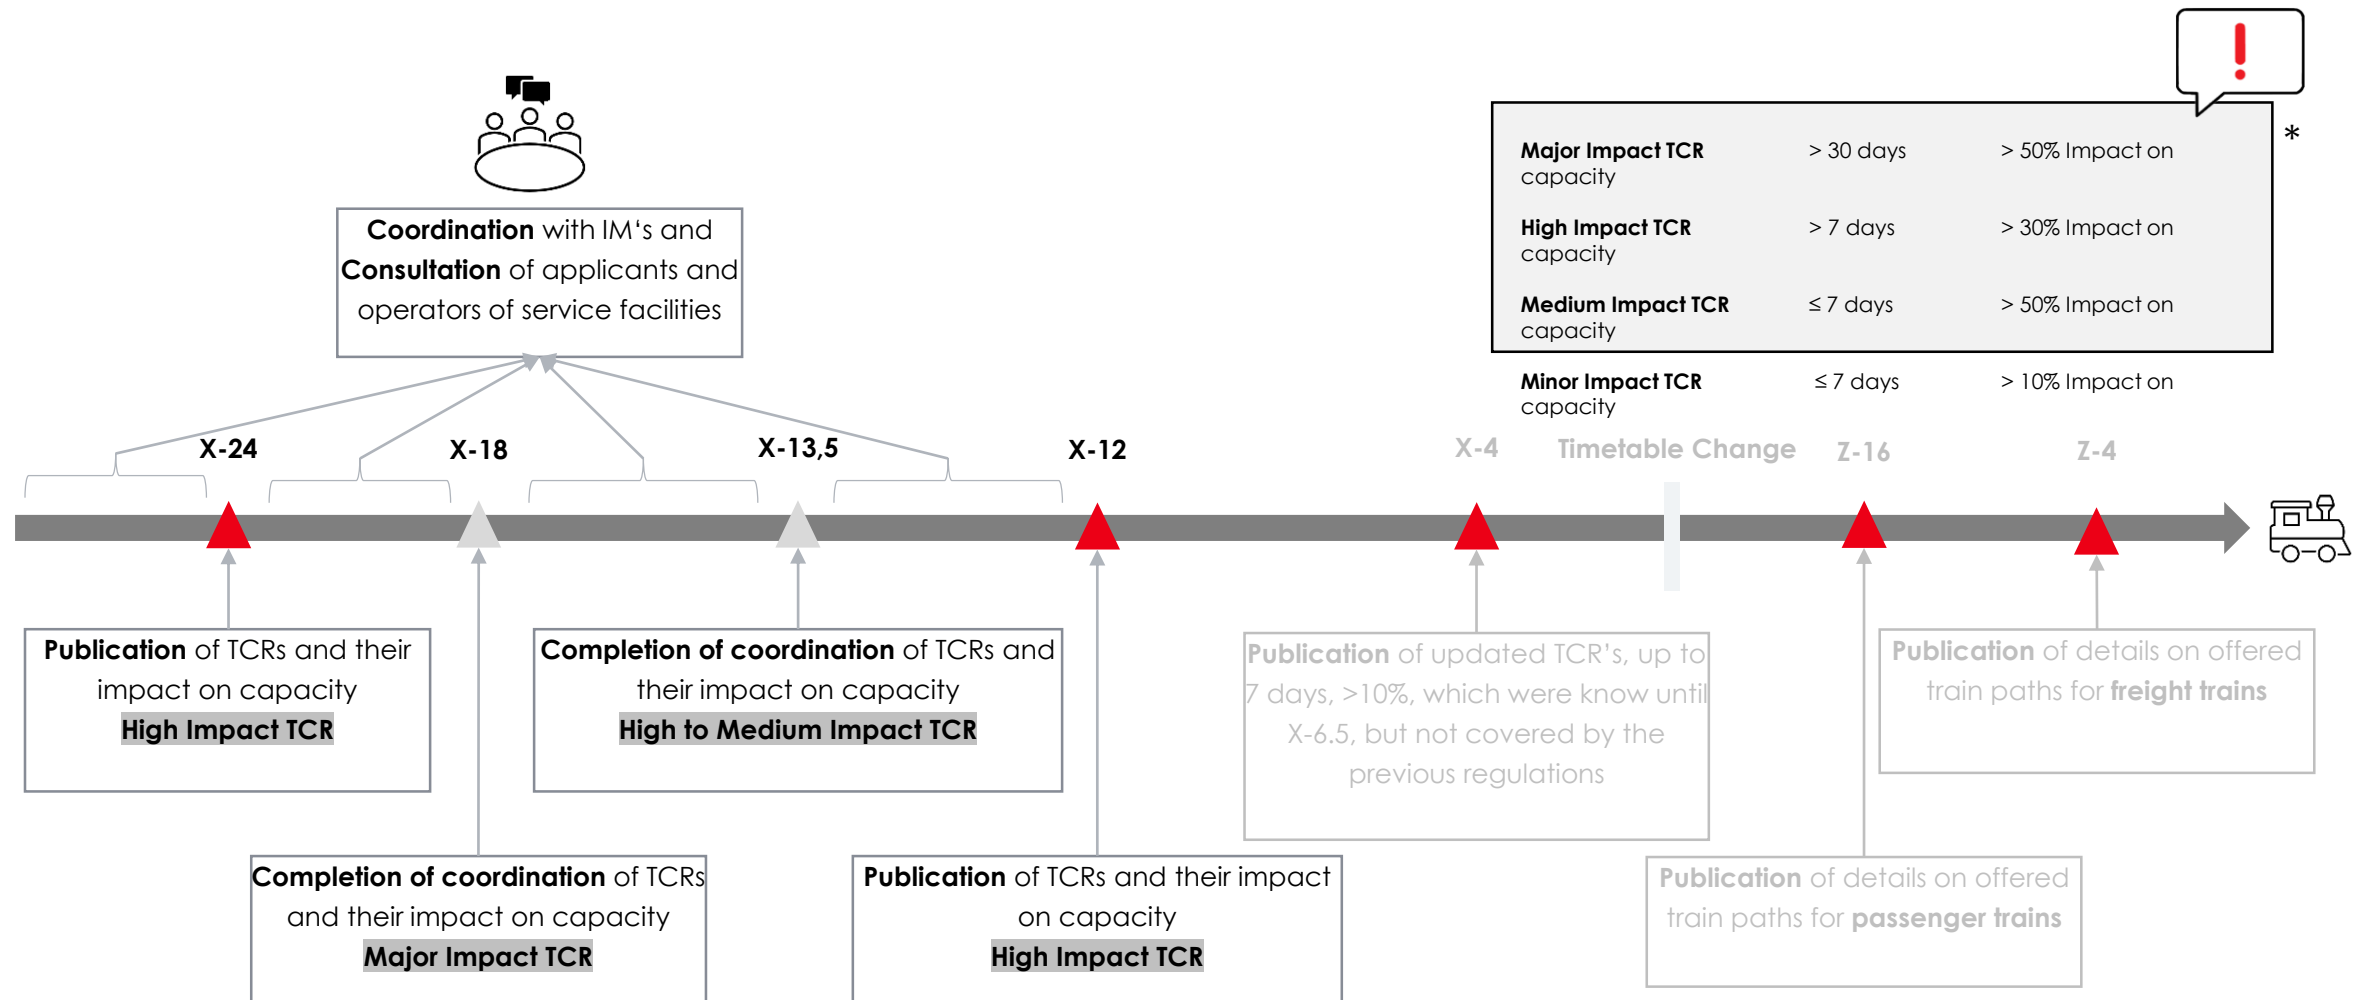 *
Major Impact TCR > 30 days > 50% Impact on
capacity
High Impact TCR > 7 days > 30% Impact on
capacity
Medium Impact TCR ≤ 7 days > 50% Impact on
capacity
Minor Impact TCR ≤ 7 days > 10% Impact on
capacity
Coordination with IM‘s and
Consultation of applicants and
operators of service facilities
X-24 X-18 X-13,5 X-12 X-4 Timetable Change Z-16 Z-4
Publication of TCRs and their
impact on capacity
High Impact TCR
Completion of coordination of TCRs
and their impact on capacity
Major Impact TCR
Completion of coordination of TCRs and
their impact on capacity
High to Medium Impact TCR
Publication of TCRs and their impact
on capacity
High Impact TCR
Publication of updated TCR’s, up to
7 days, >10%, which were know until
X-6.5, but not covered by the
previous regulations
Publication of details on offered
train paths for passenger trains
Publication of details on offered
train paths for freight trains